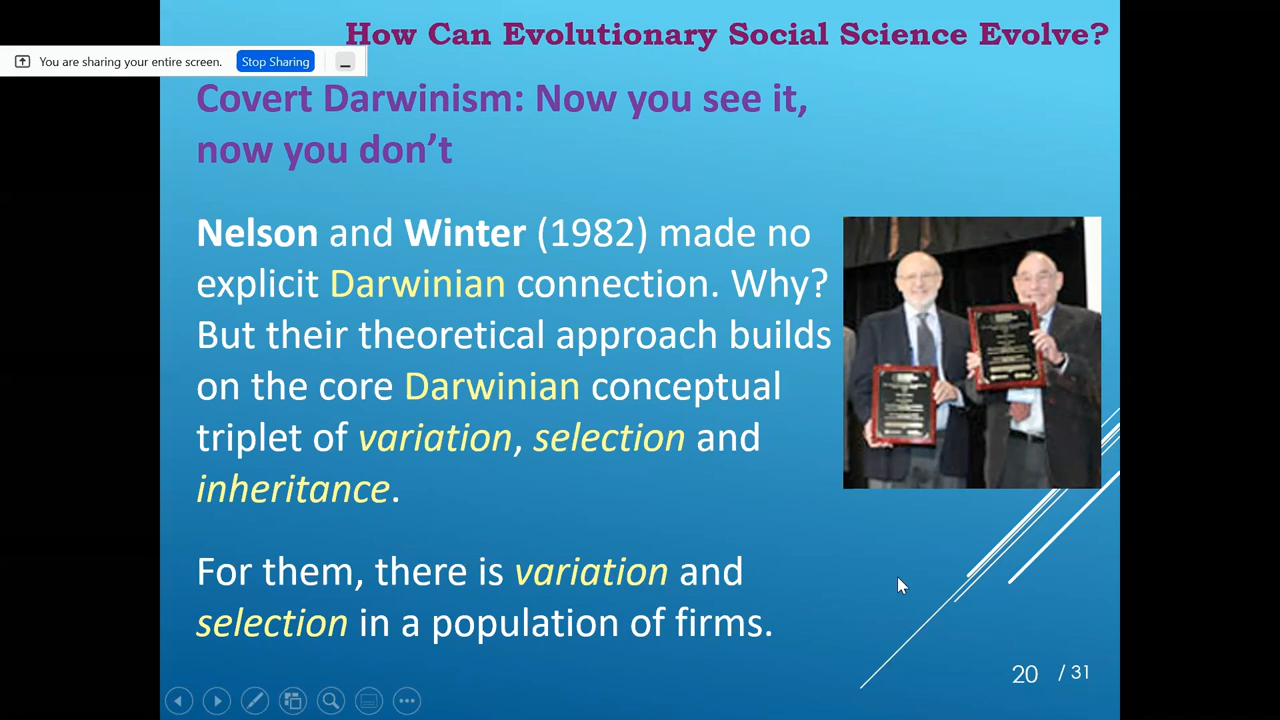 How Can Evolutionary Social Science Evolve?
You are sharing your entire screen. Stop Sharing
Covert Darwinism: Now you see it,
now you don’t
Nelson and Winter (1982) made no
explicit Darwinian connection. Why?
But their theoretical approach builds
on the core Darwinian conceptual
triplet of variation, selection and
inheritance.
For them, there is variation and
selection in a population of firms.
20 / 31